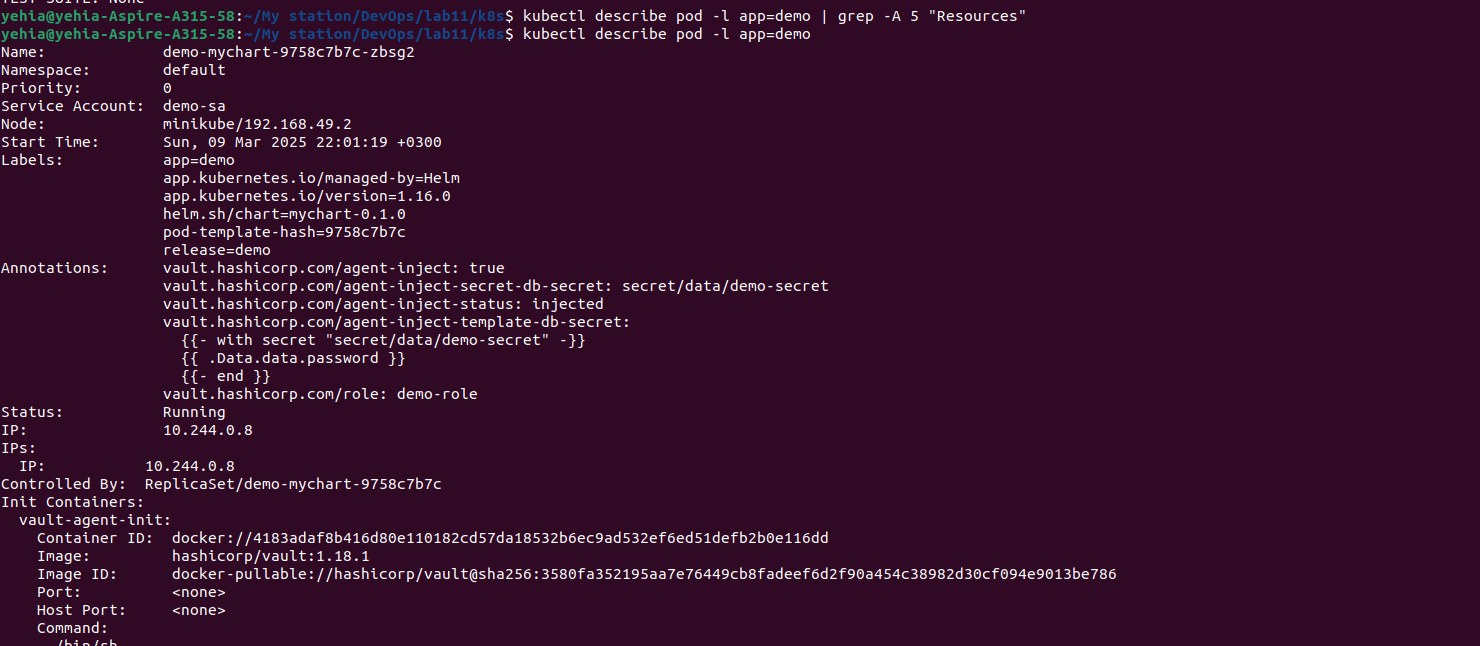 TEST SUITE: None
yehia@yehia-Aspire-A315-58:~/My station/DevOps/lab11/k8s$ kubectl describe pod -l app=demo | grep -A 5 "Resources"
yehia@yehia-Aspire-A315-58:~/My station/DevOps/lab11/k8s$ kubectl describe pod -l app=demo
Name:             demo-mychart-9758c7b7c-zbsg2
Namespace:        default
Priority:         0
Service Account:  demo-sa
Node:             minikube/192.168.49.2
Start Time:       Sun, 09 Mar 2025 22:01:19 +0300
Labels:           app=demo
                  app.kubernetes.io/managed-by=Helm
                  app.kubernetes.io/version=1.16.0
                  helm.sh/chart=mychart-0.1.0
                  pod-template-hash=9758c7b7c
                  release=demo
Annotations:      vault.hashicorp.com/agent-inject: true
                  vault.hashicorp.com/agent-inject-secret-db-secret: secret/data/demo-secret
                  vault.hashicorp.com/agent-inject-status: injected
                  vault.hashicorp.com/agent-inject-template-db-secret:
                    {{- with secret "secret/data/demo-secret" -}}
                    {{ .Data.data.password }}
                    {{- end }}
                  vault.hashicorp.com/role: demo-role
Status:           Running
IP:               10.244.0.8
IPs:
  IP:           10.244.0.8
Controlled By:  ReplicaSet/demo-mychart-9758c7b7c
Init Containers:
  vault-agent-init:
    Container ID:  docker://4183adaf8b416d80e110182cd57da18532b6ec9ad532ef6ed51defb2b0e116dd
    Image:         hashicorp/vault:1.18.1
    Image ID:      docker-pullable://hashicorp/vault@sha256:3580fa352195aa7e76449cb8fadeef6d2f90a454c38982d30cf094e9013be786
    Port:          <none>
    Host Port:     <none>
    Command:
      /bin/sh